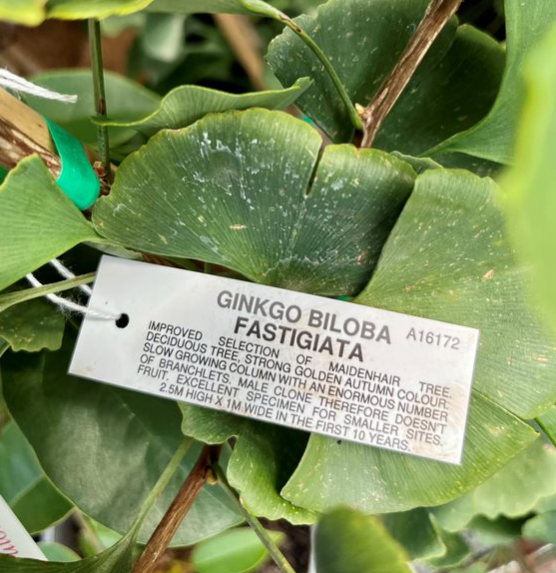 GINKGO BILOBA A16172
FASTIGIATA
IMPROVED SELECTION OF MAIDENHAIR TREE
DECIDUOUS TREE, STRONG GOLDEN AUTUMN COLOUR,
SLOW GROWING COLUMN WITH AN ENORMOUS NUMBER
OF BRANCHLETS. MALE CLONE THEREFORE DOESN'T
FRUIT. EXCELLENT SPECIMEN FOR SMALLER SITES.
2.5M HIGH X 1M WIDE IN THE FIRST 10 YEARS.